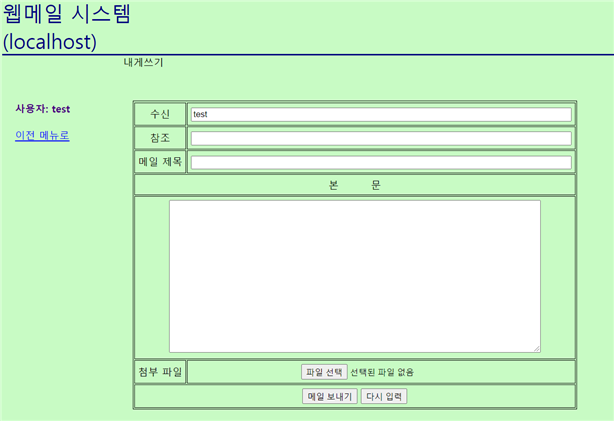 웹메일 시스템
(localhost)
내게쓰기
사용자: test
이전 메뉴로
수신 test
참조
메일 제목
본 문
첨부 파일 파일 선택 선택된 파일 없음
메일 보내기 다시 입력